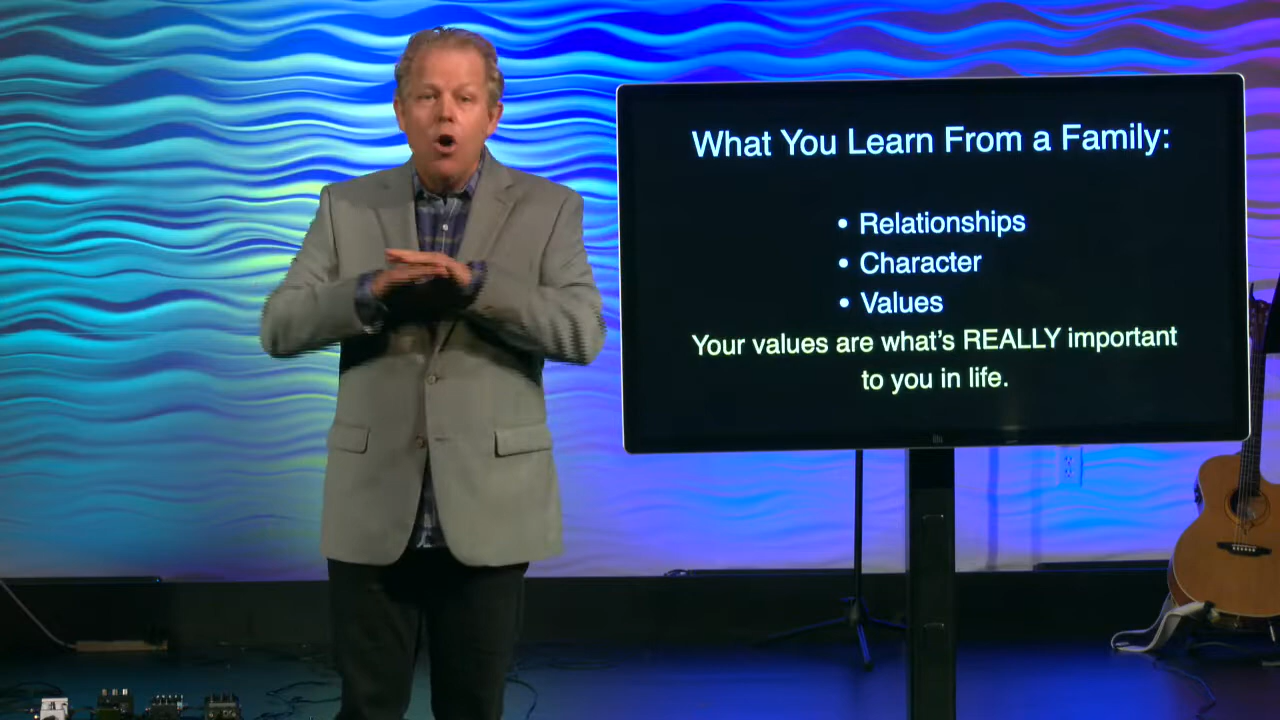 What You Learn From a Family:
• Relationships
• Character
• Values
Your values are what's REALLY important
to you in life.